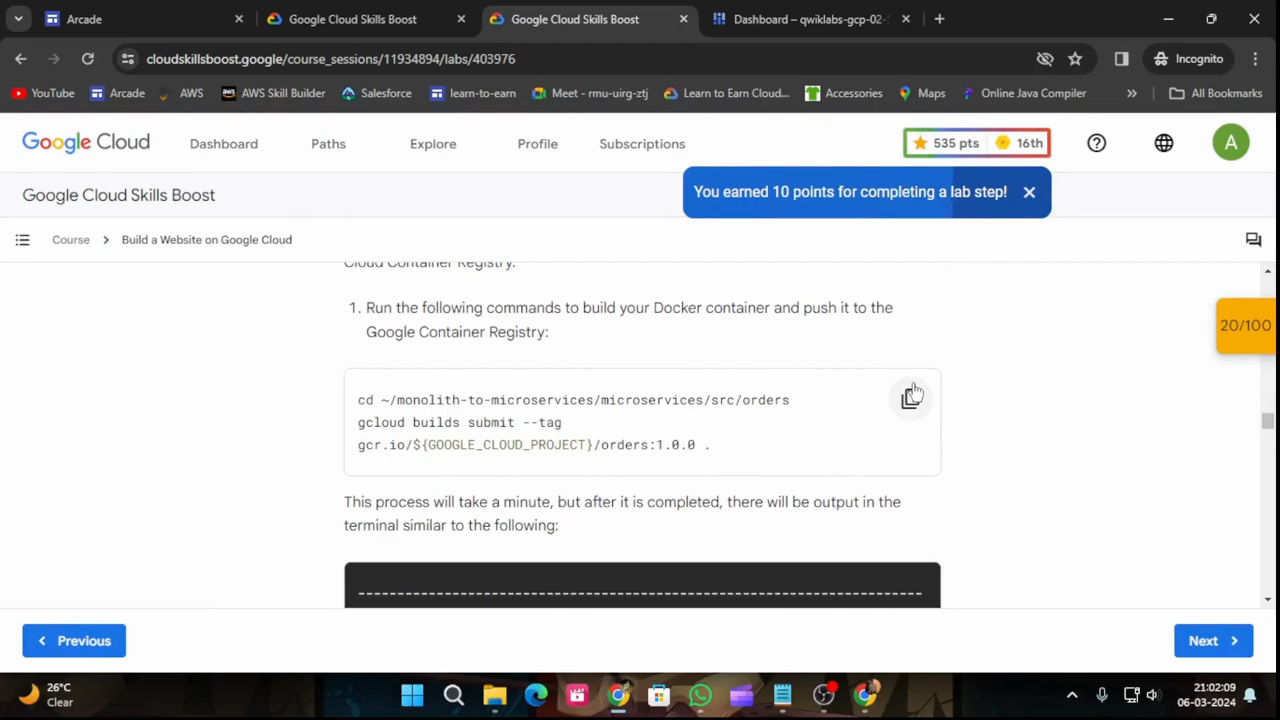 Arcade
Google Cloud Skills Boost
Google Cloud Skills Boost
Dashboard – qwiklabs-gcp-02-
cloudskillsboost.google/course_sessions/11934894/labs/403976
Incognito
YouTube
Arcade
AWS
AWS Skill Builder
Salesforce
learn-to-earn
Meet - rmu-uirg-ztj
Learn to Earn Cloud...
Accessories
Maps
Online Java Compiler
All Bookmarks
Google Cloud
Dashboard
Paths
Explore
Profile
Subscriptions
535 pts
16th
A
Google Cloud Skills Boost
You earned 10 points for completing a lab step!
Course
Build a Website on Google Cloud
Cloud Container Registry.
1. Run the following commands to build your Docker container and push it to the
Google Container Registry:
20/100
cd ~/monolith-to-microservices/microservices/src/orders
gcloud builds submit --tag
gcr.io/${GOOGLE_CLOUD_PROJECT}/orders:1.0.0 .
This process will take a minute, but after it is completed, there will be output in the
terminal similar to the following:
------------------------------------------------------------------------
Previous
Next
26°C
Clear
21:02:09
06-03-2024